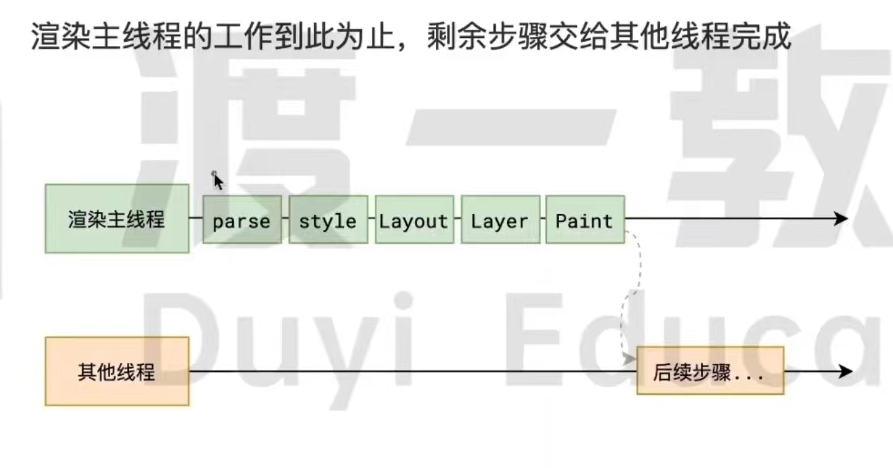 渲染主线程的工作到此为止，剩余步骤交给其他线程完成
渡一教
渲染主线程 parse style Layout Layer Paint
Duyi Educa
其他线程 后续步骤...